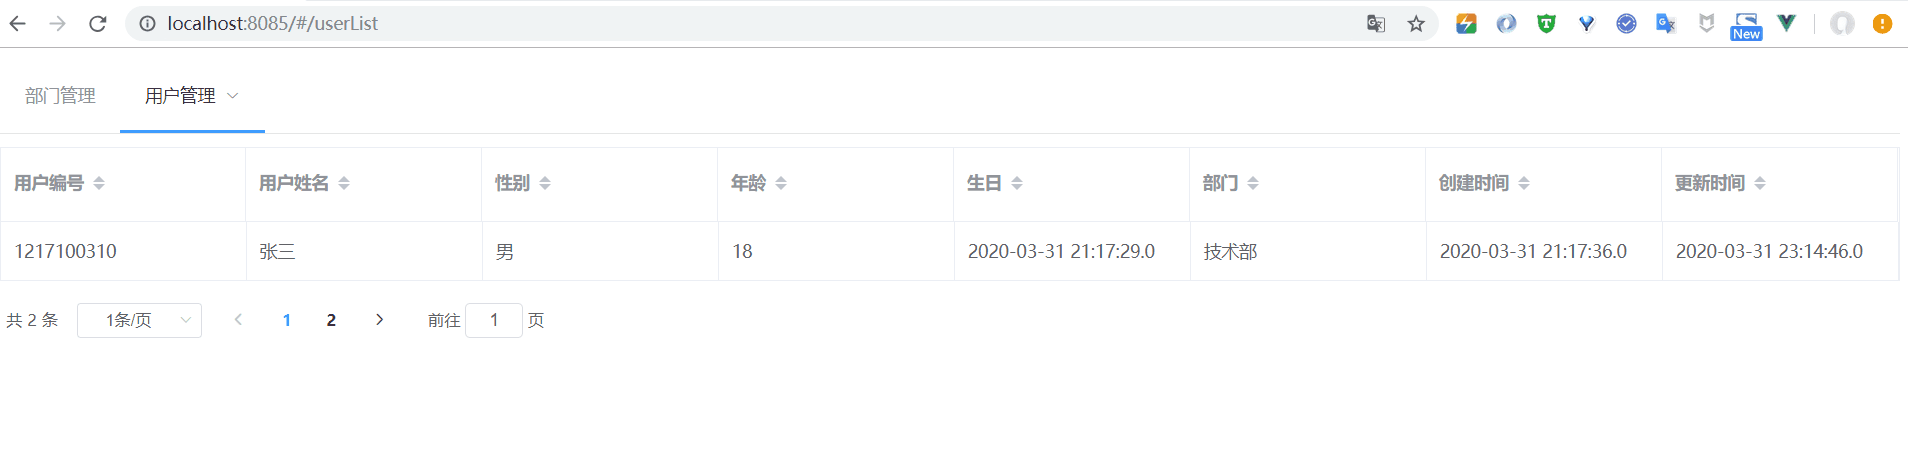 localhost:8085/#/userList
New
部门管理 用户管理
用户编号 用户姓名 性别 年龄 生日 部门 创建时间 更新时间
1217100310 张三 男 18 2020-03-31 21:17:29.0 技术部 2020-03-31 21:17:36.0 2020-03-31 23:14:46.0
共 2 条 1条/页 1 2 前往 1 页